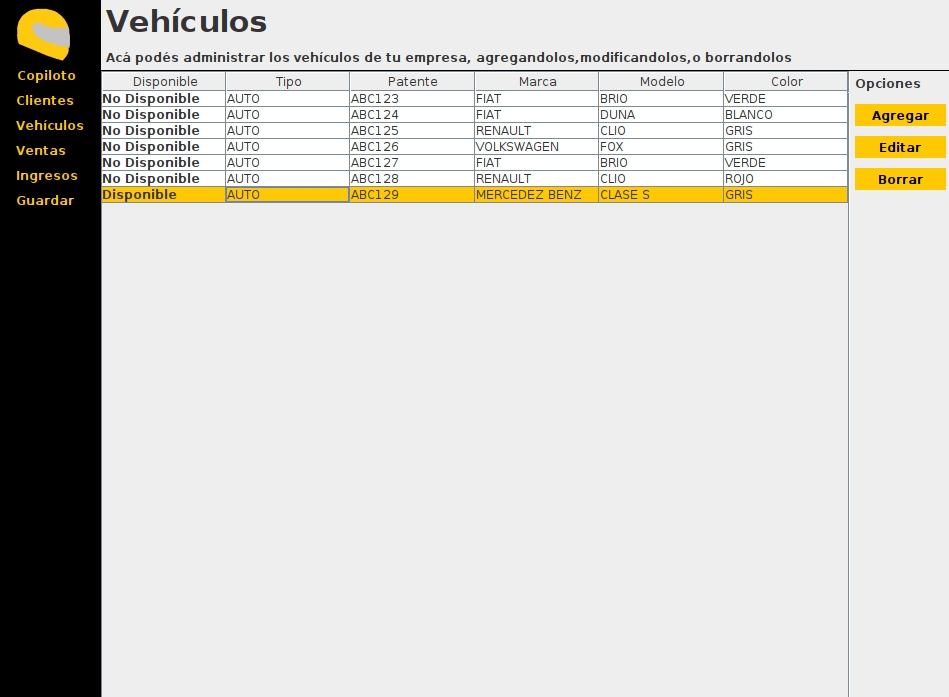 Vehículos
Acá podés administrar los vehículos de tu empresa, agregandolos,modificandolos,o borrandolos
Copiloto
Clientes
Vehículos
Ventas
Ingresos
Guardar
Disponible Tipo Patente Marca Modelo Color
No Disponible AUTO ABC123 FIAT BRIO VERDE
No Disponible AUTO ABC124 FIAT DUNA BLANCO
No Disponible AUTO ABC125 RENAULT CLIO GRIS
No Disponible AUTO ABC126 VOLKSWAGEN FOX GRIS
No Disponible AUTO ABC127 FIAT BRIO VERDE
No Disponible AUTO ABC128 RENAULT CLIO ROJO
Disponible AUTO ABC129 MERCEDEZ BENZ CLASE S GRIS
Opciones
Agregar
Editar
Borrar